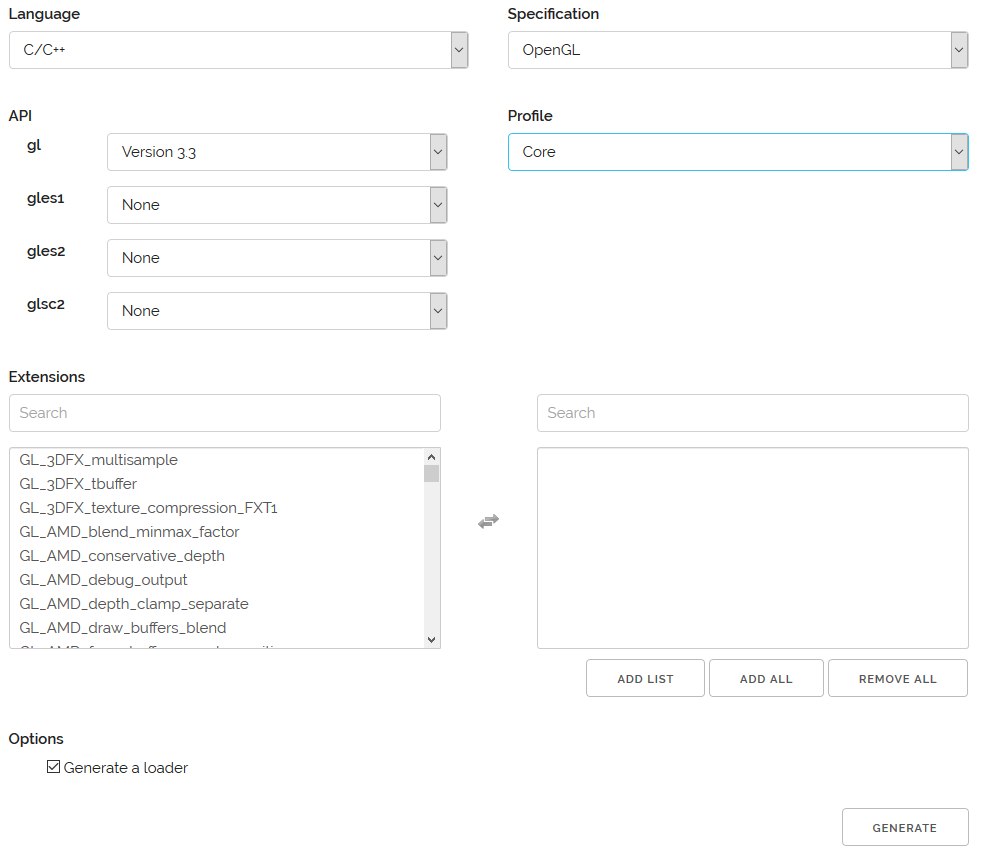 Language
Specification
C/C++
OpenGL
API
Profile
gl
Version 3.3
Core
gles1
None
gles2
None
glsc2
None
Extensions
Search
Search
GL_3DFX_multisample
GL_3DFX_tbuffer
GL_3DFX_texture_compression_FXT1
GL_AMD_blend_minmax_factor
GL_AMD_conservative_depth
GL_AMD_debug_output
GL_AMD_depth_clamp_separate
GL_AMD_draw_buffers_blend
ADD LIST
ADD ALL
REMOVE ALL
Options
Generate a loader
GENERATE